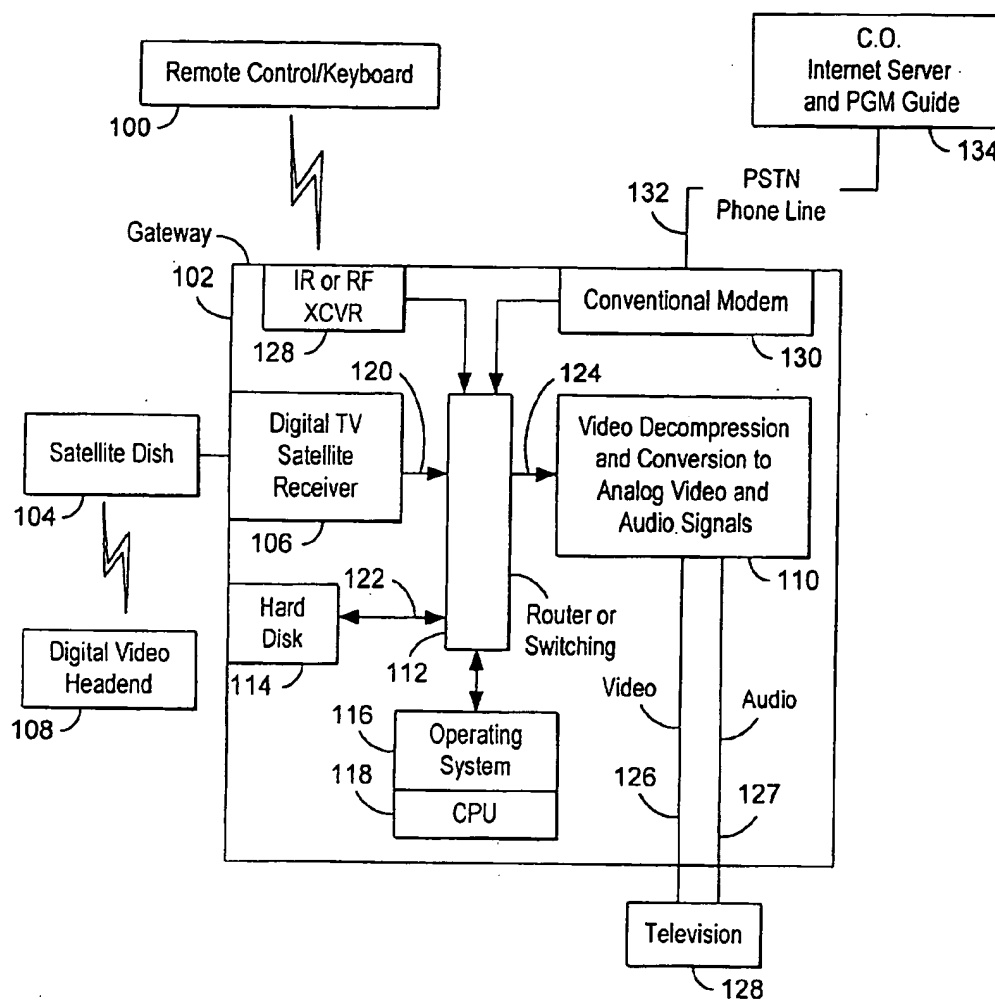 Remote Control/Keyboard
100
C.O.
Internet Server
and PGM Guide
134
132
PSTN
Phone Line
Gateway
102
IR or RF
XCVR
128
Conventional Modem
130
120
124
Satellite Dish
104
Digital TV
Satellite
Receiver
106
Video Decompression
and Conversion to
Analog Video and
Audio Signals
110
122
Hard
Disk
114
112
Router or
Switching
Digital Video
Headend
108
116
Operating
System
118
CPU
Video
Audio
126
127
Television
128